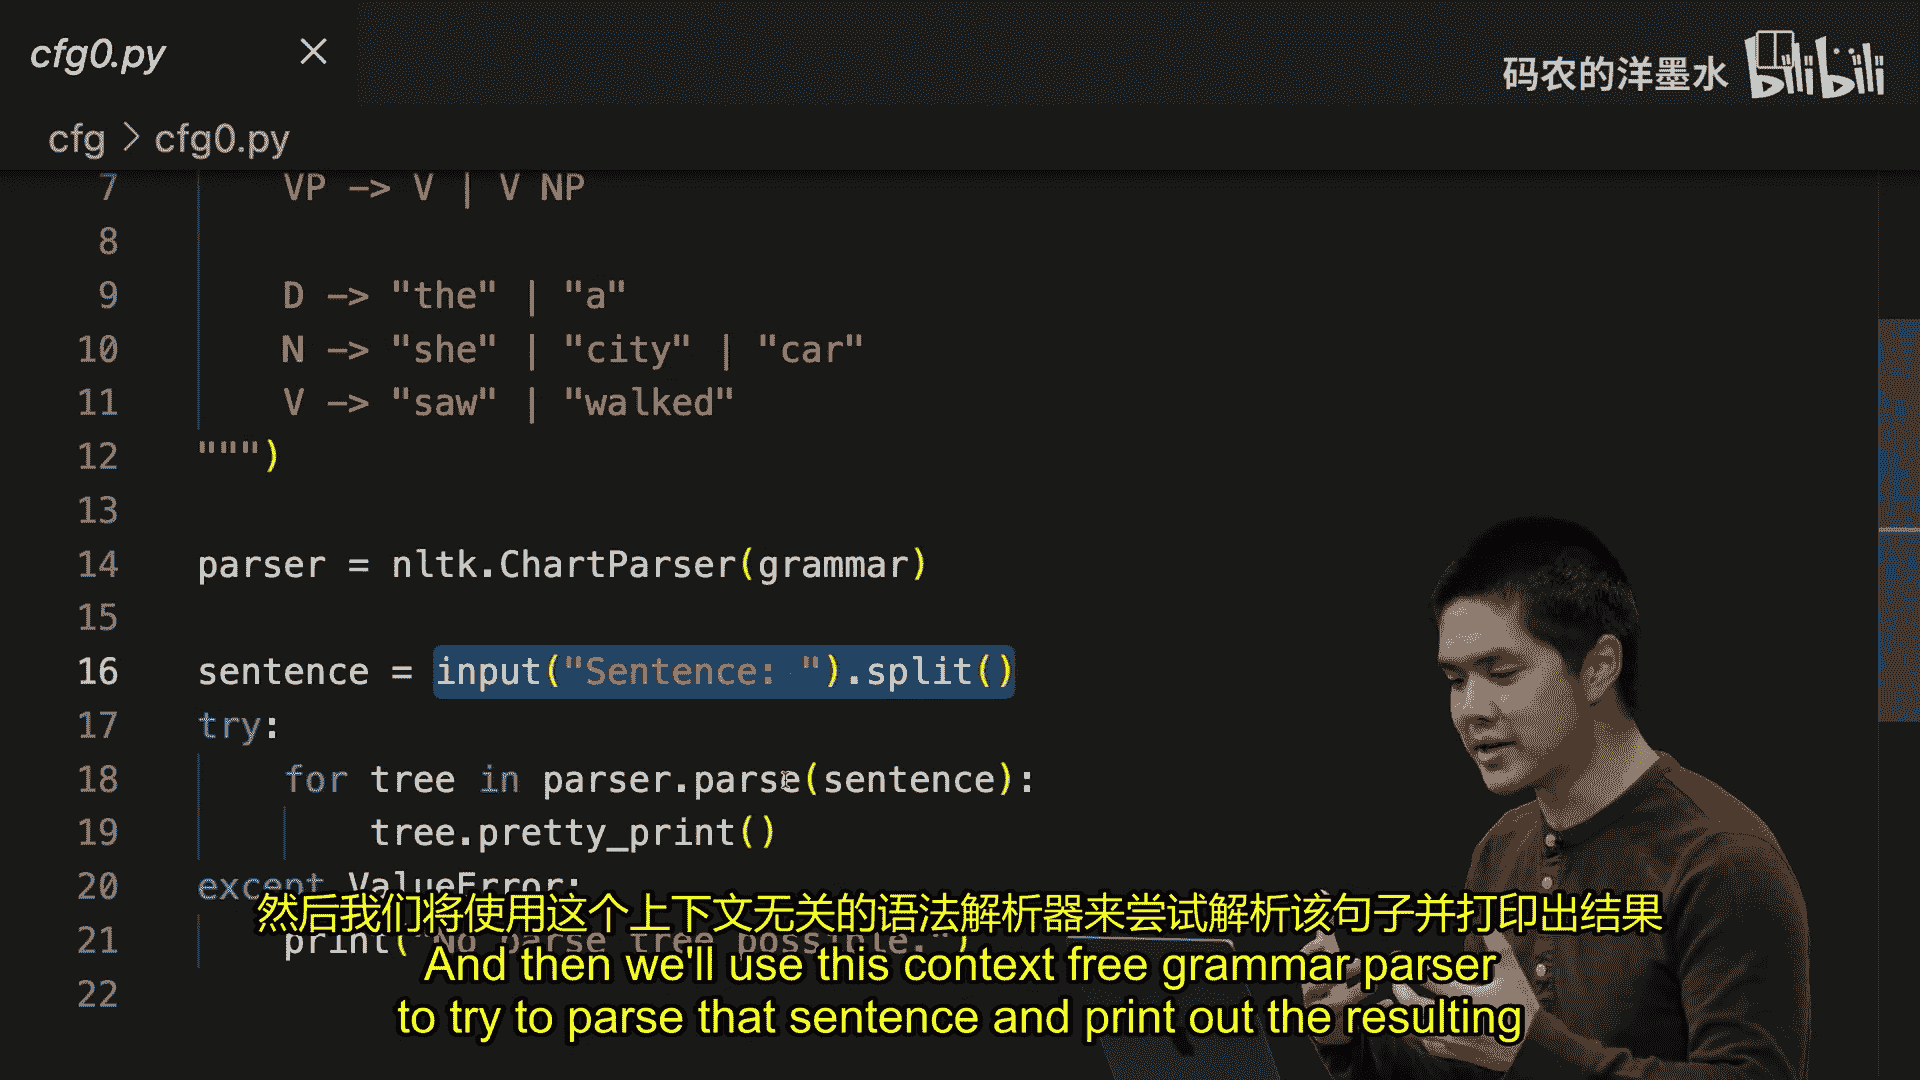 cfg0.py
码农的洋墨水 bilibili
cfg > cfg0.py
7 VP -> V | V NP
8
9 D -> "the" | "a"
10 N -> "she" | "city" | "car"
11 V -> "saw" | "walked"
12 """)
13
14 parser = nltk.ChartParser(grammar)
15
16 sentence = input("Sentence: ").split()
17 try:
18 for tree in parser.parse(sentence):
19 tree.pretty_print()
20 except ValueError:
然后我们将使用这个上下文无关的语法解析器来尝试解析该句子并打印出结果
21 print("No parse tree possible.")
And then we'll use this context free grammar parser
22
to try to parse that sentence and print out the resulting